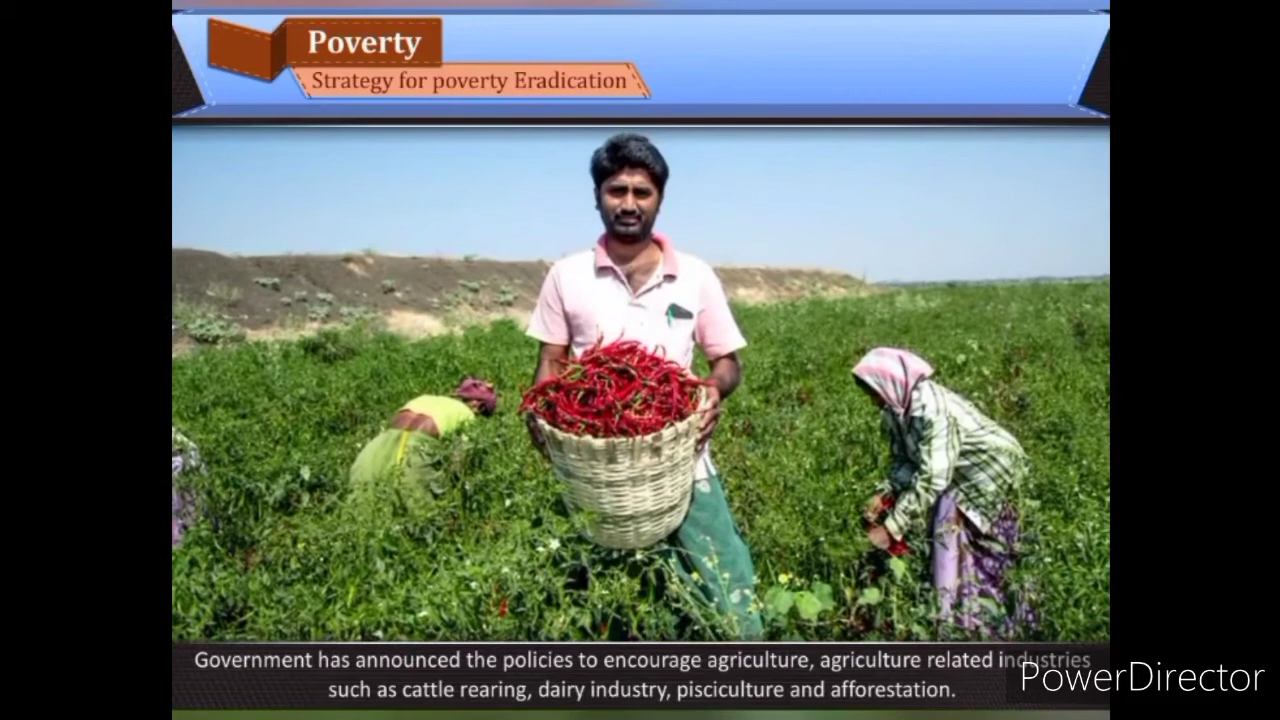 Poverty
Strategy for poverty Eradication
Government has announced the policies to encourage agriculture, agriculture related industries
such as cattle rearing, dairy industry, pisciculture and afforestation.
PowerDirector